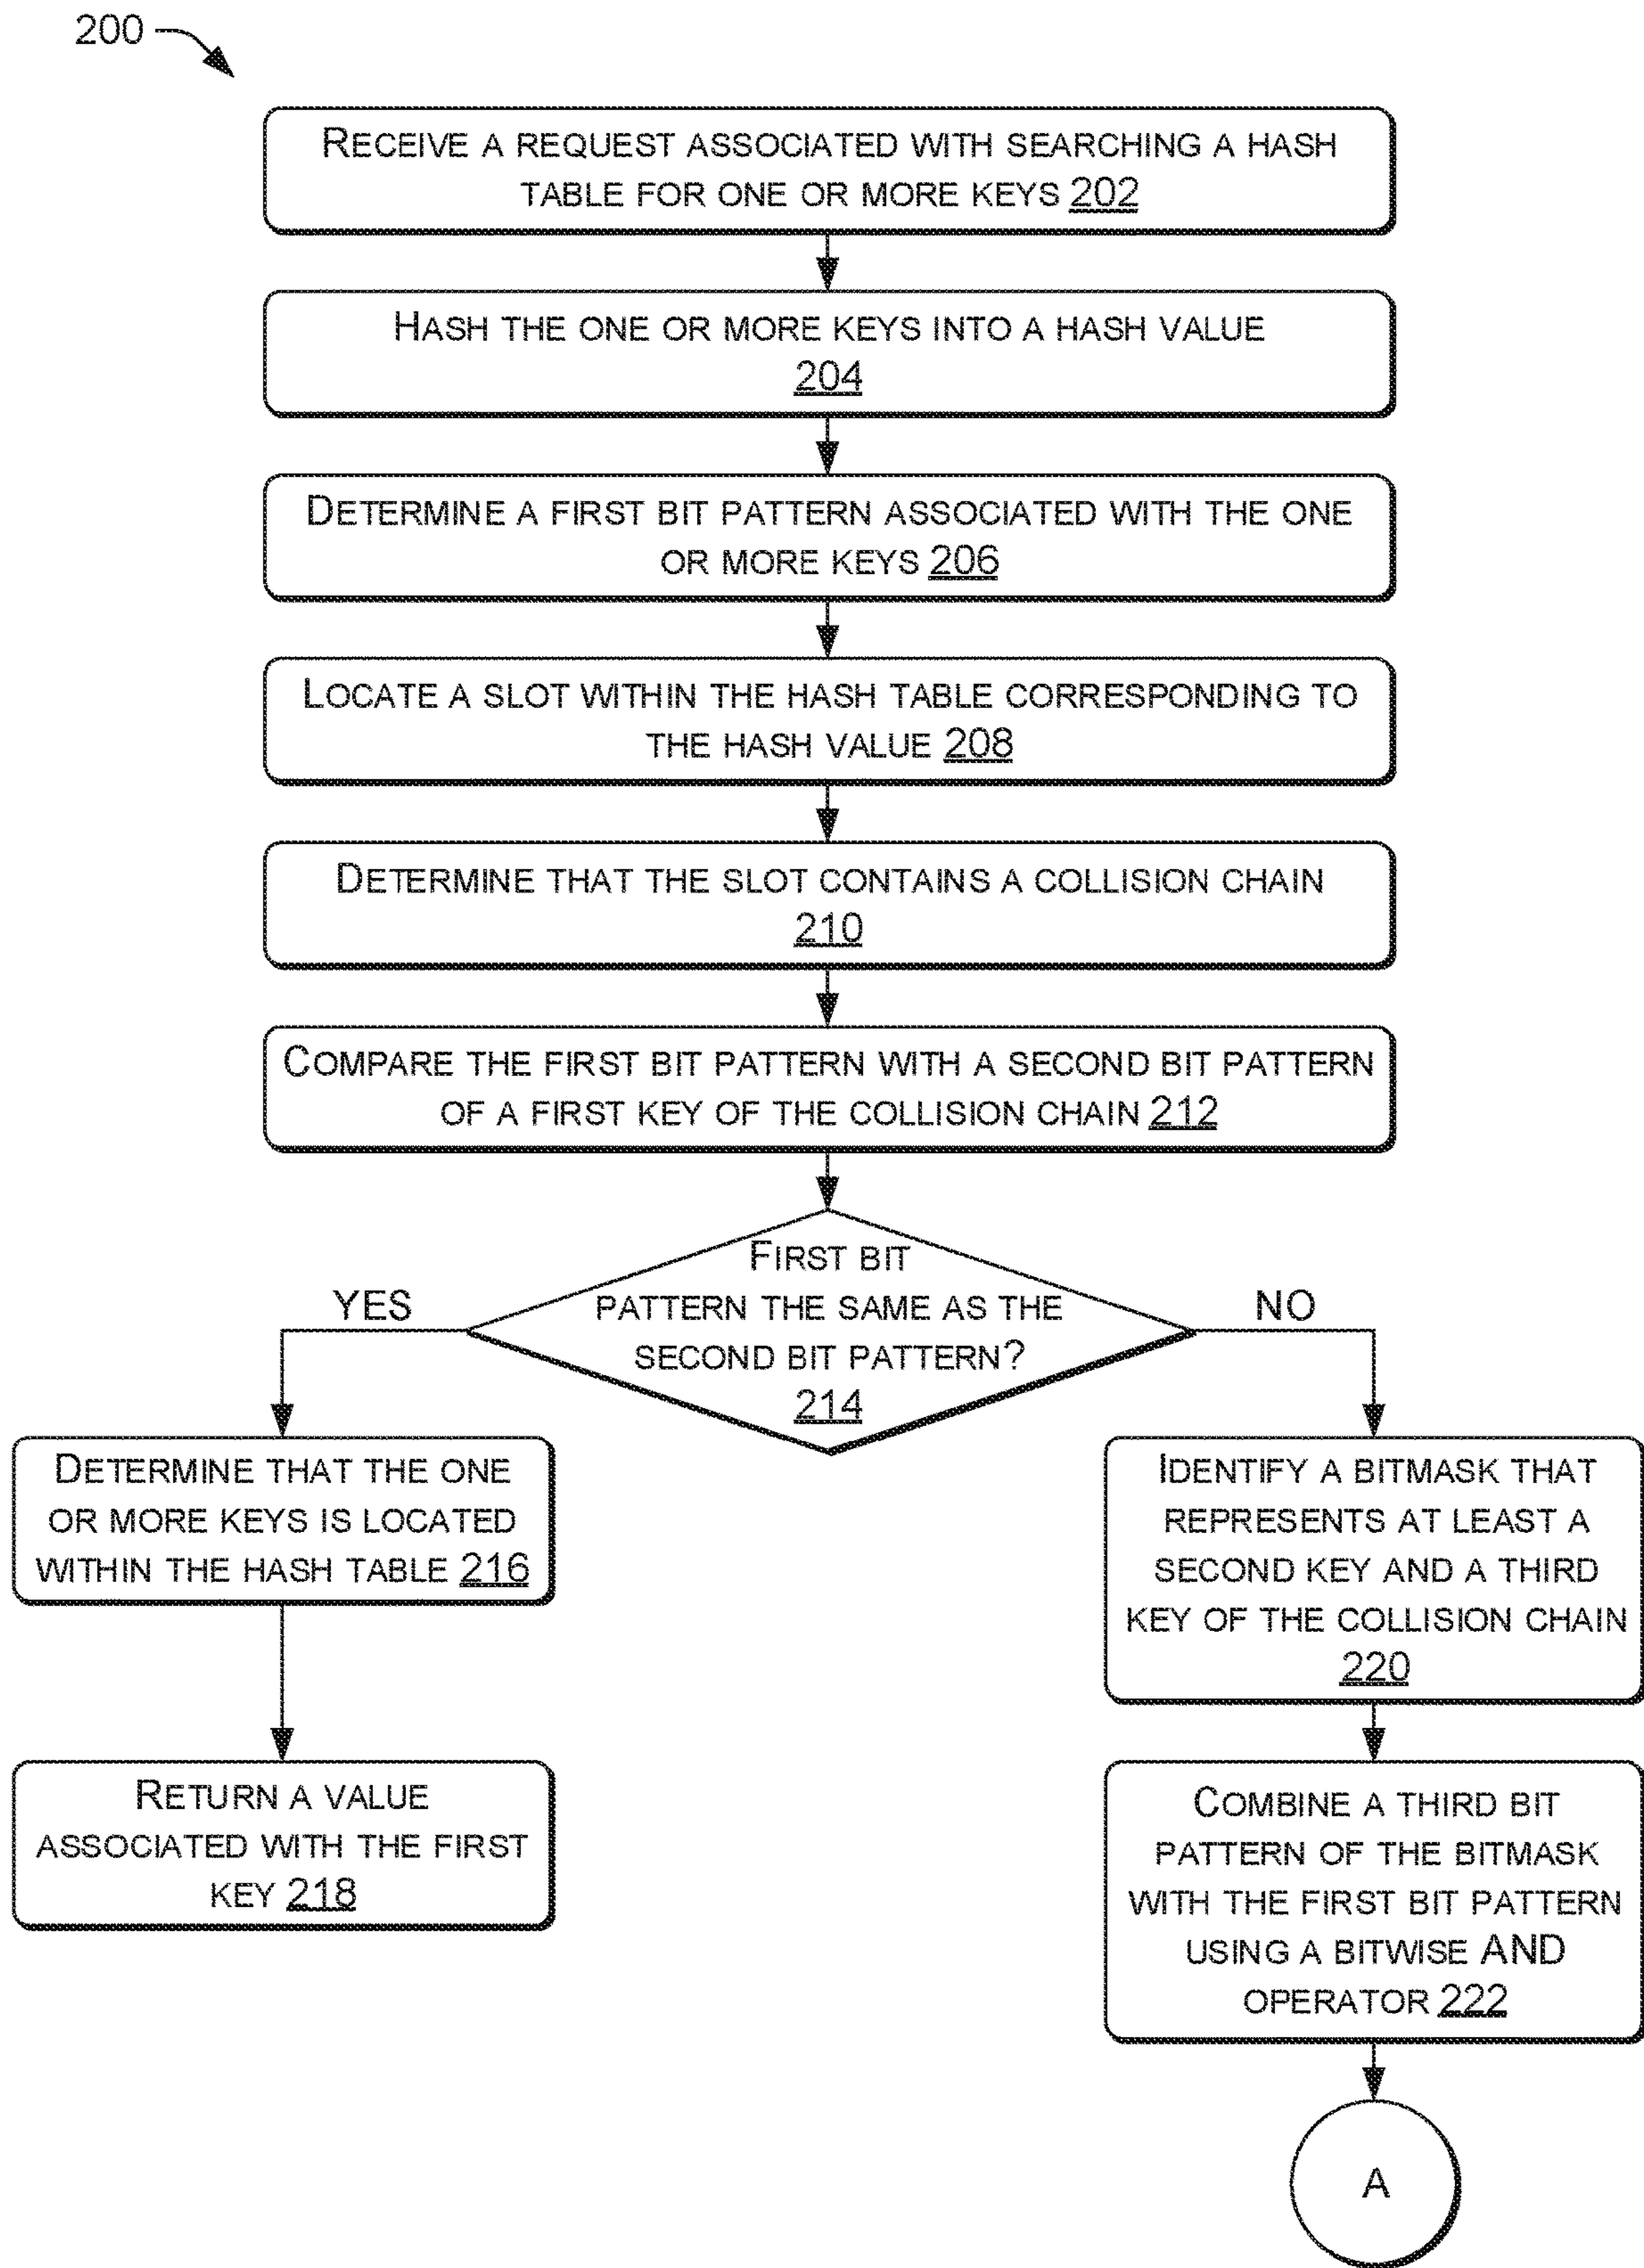 200
RECEIVE A REQUEST ASSOCIATED WITH SEARCHING A HASH
TABLE FOR ONE OR MORE KEYS 202
HASH THE ONE OR MORE KEYS INTO A HASH VALUE
204
DETERMINE A FIRST BIT PATTERN ASSOCIATED WITH THE ONE
OR MORE KEYS 206
LOCATE A SLOT WITHIN THE HASH TABLE CORRESPONDING TO
THE HASH VALUE 208
DETERMINE THAT THE SLOT CONTAINS A COLLISION CHAIN
210
COMPARE THE FIRST BIT PATTERN WITH A SECOND BIT PATTERN
OF A FIRST KEY OF THE COLLISION CHAIN 212
FIRST BIT
PATTERN THE SAME AS THE
SECOND BIT PATTERN?
214
YES
NO
DETERMINE THAT THE ONE
OR MORE KEYS IS LOCATED
WITHIN THE HASH TABLE 216
RETURN A VALUE
ASSOCIATED WITH THE FIRST
KEY 218
IDENTIFY A BITMASK THAT
REPRESENTS AT LEAST A
SECOND KEY AND A THIRD
KEY OF THE COLLISION CHAIN
220
COMBINE A THIRD BIT
PATTERN OF THE BITMASK
WITH THE FIRST BIT PATTERN
USING A BITWISE AND
OPERATOR 222
A